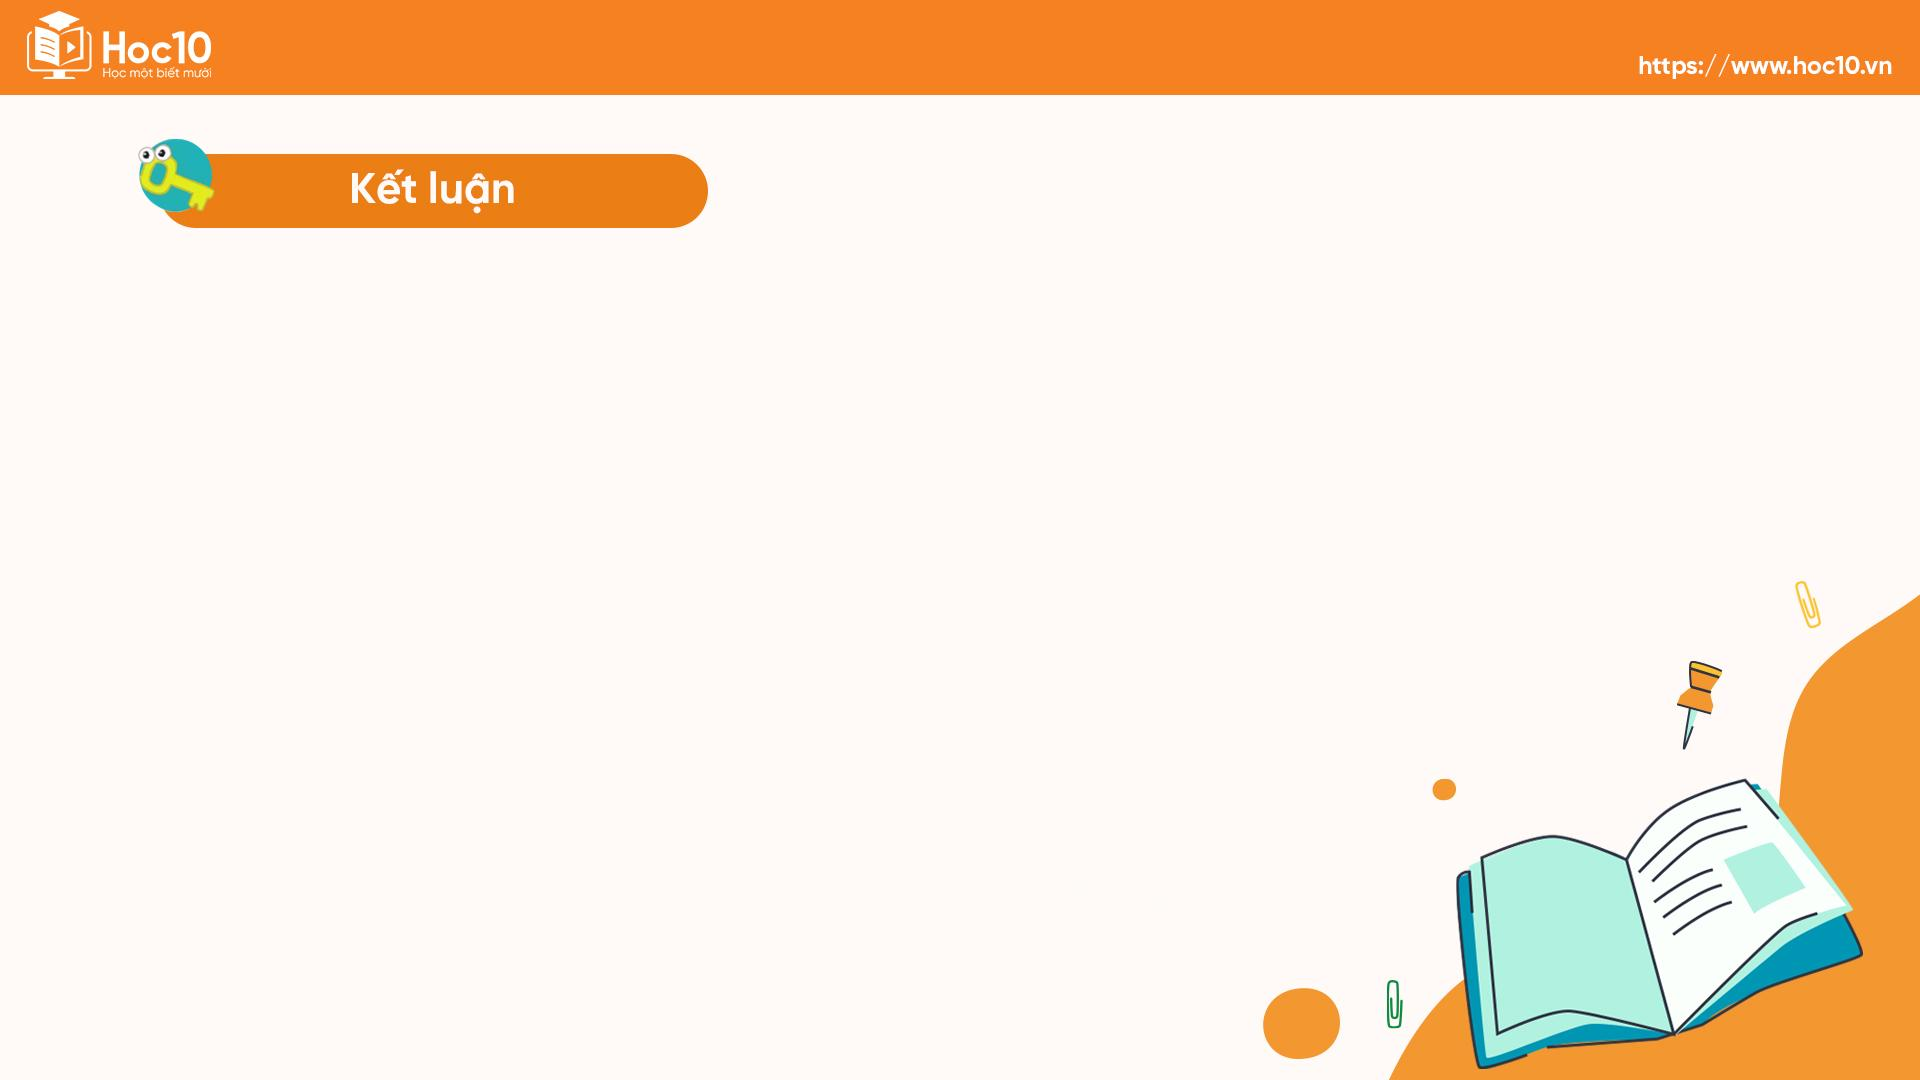 Hoc10
Học một biết mười
https://www.hoc10.vn
Kết luận